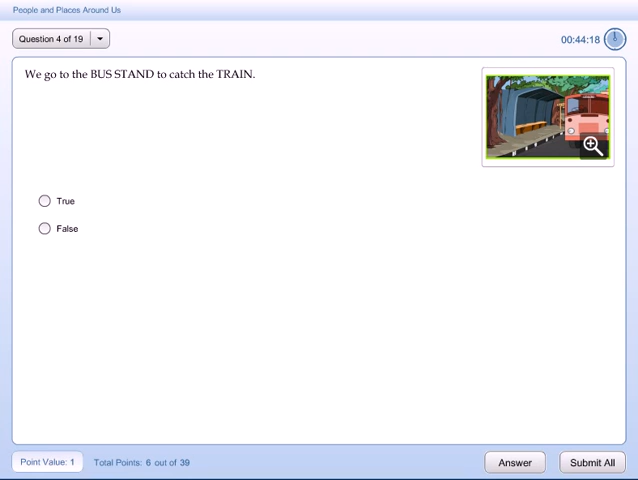 People and Places Around Us
Question 4 of 19
00:44:18
We go to the BUS STAND to catch the TRAIN.
True
False
Point Value: 1
Total Points: 6 out of 39
Answer
Submit All